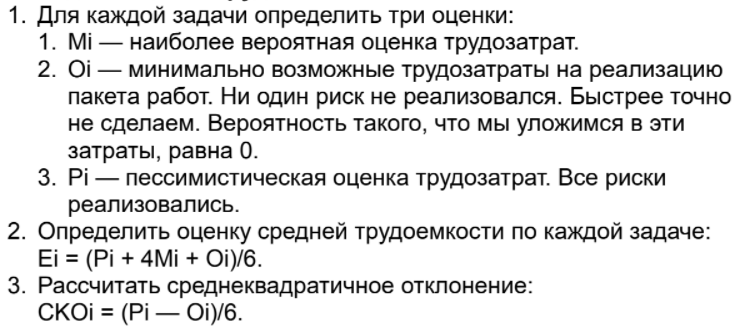 1. Для каждой задачи определить три оценки:
1. Mi — наиболее вероятная оценка трудозатрат.
2. Oi — минимально возможные трудозатраты на реализацию
пакета работ. Ни один риск не реализовался. Быстрее точно
не сделаем. Вероятность такого, что мы уложимся в эти
затраты, равна 0.
3. Pi — пессимистическая оценка трудозатрат. Все риски
реализовались.
2. Определить оценку средней трудоемкости по каждой задаче:
Ei = (Pi + 4Mi + Oi)/6.
3. Рассчитать среднеквадратичное отклонение:
СКОi = (Pi — Oi)/6.